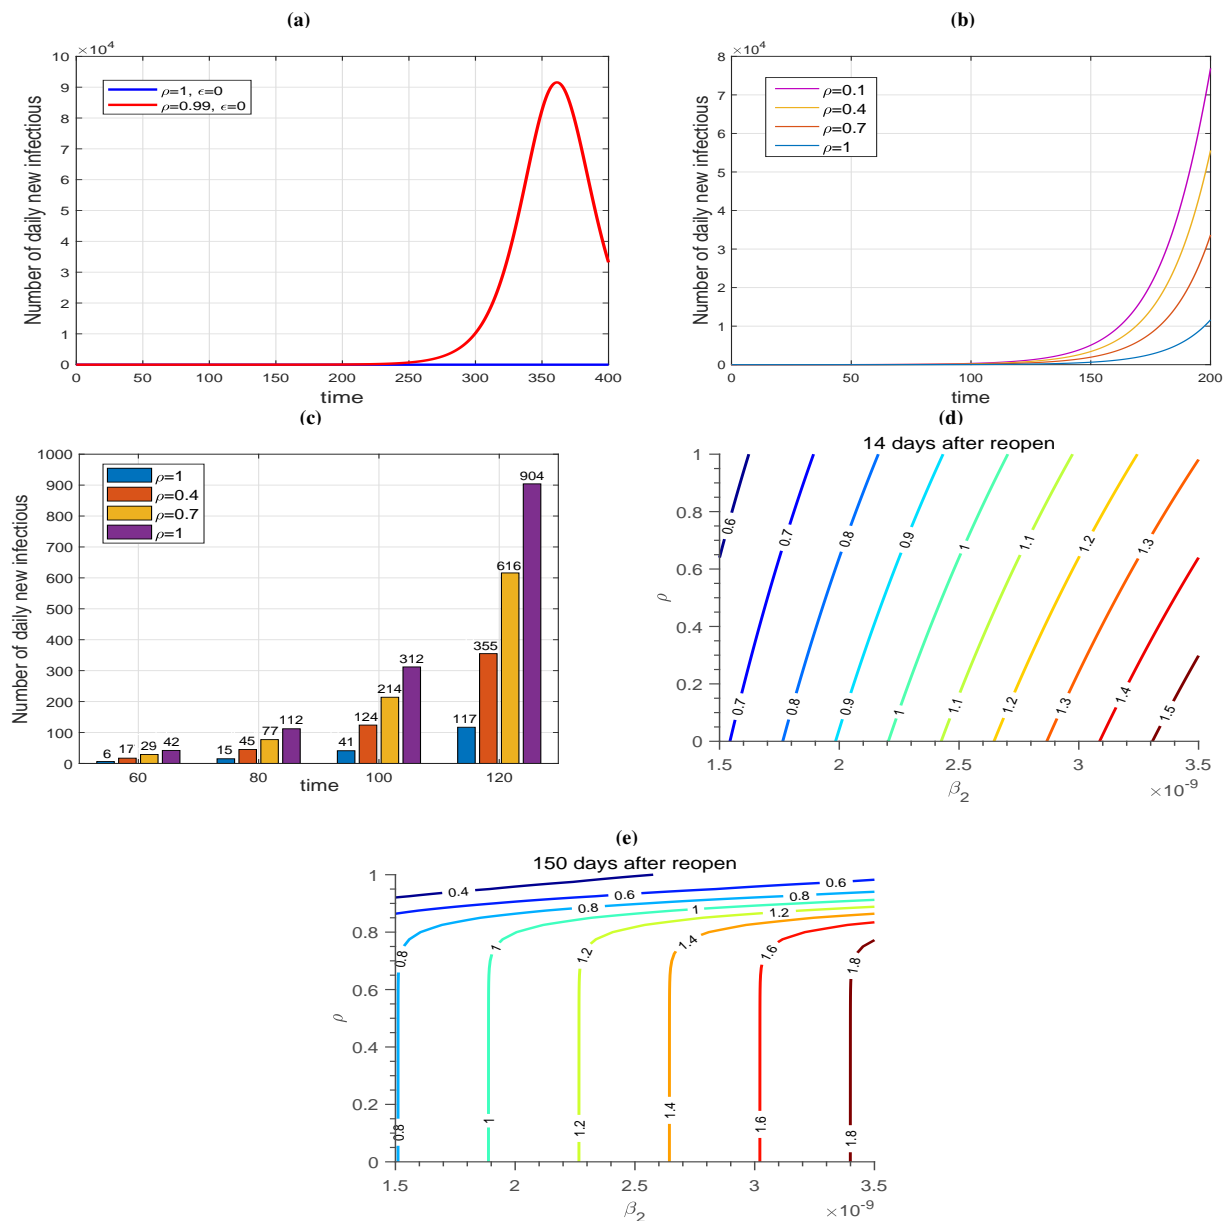 (a)
×10⁴
10
9
8
7
6
5
4
3
2
1
0
Number of daily new infectious
ρ=1, ϵ=0
ρ=0.99, ϵ=0
0 50 100 150 200 250 300 350 400
time
(b)
×10⁴
8
7
6
5
4
3
2
1
0
Number of daily new infectious
ρ=0.1
ρ=0.4
ρ=0.7
ρ=1
0 50 100 150 200
time
(c)
1000
900
800
700
600
500
400
300
200
100
0
Number of daily new infectious
ρ=1
ρ=0.4
ρ=0.7
ρ=1
6 17 29 42
15 45 77 112
41 124 214 312
117 355 616 904
60 80 100 120
time
(d)
14 days after reopen
1
0.8
0.6
0.4
0.2
0
ρ
0.6 0.7 0.8 0.9 1 1.1 1.2 1.3
0.7 0.8 0.9 1 1.1 1.2 1.3 1.4 1.5
1.5 2 2.5 3 3.5
β₂
×10⁻⁹
(e)
150 days after reopen
1
0.8
0.6
0.4
0.2
0
ρ
0.4 0.6 0.6
0.8 0.8
1 1.2
0.8 1 1.2 1.4 1.6 1.8
0.8 1 1.2 1.4 1.6 1.8
1.5 2 2.5 3 3.5
β₂
×10⁻⁹